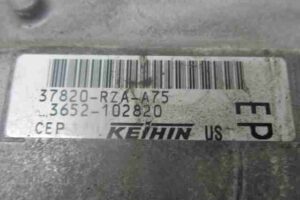 37820-RZA-A75
3652-102820
CEP KEIHIN US
EP